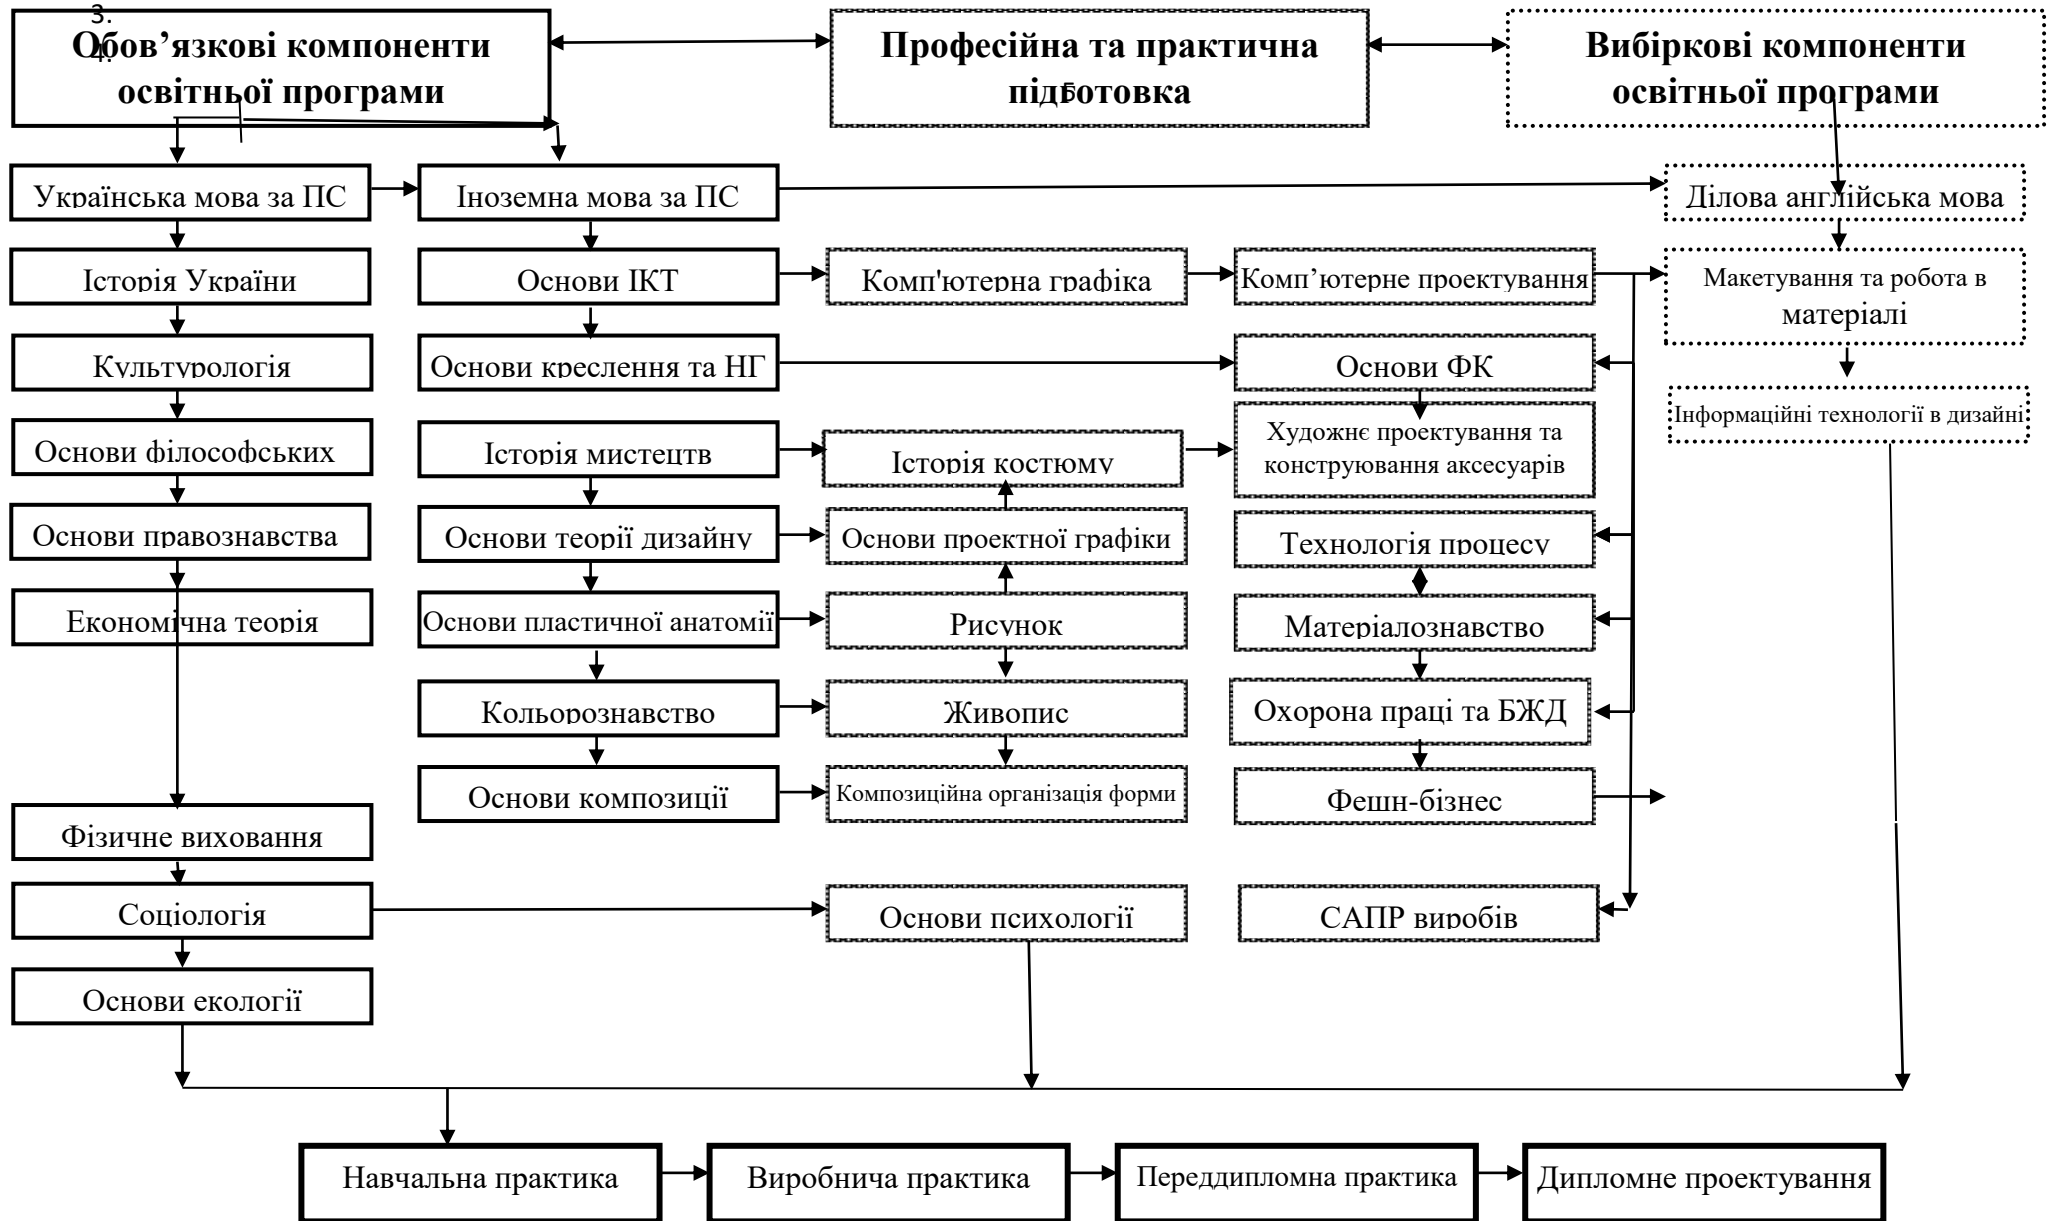 3.
4.
Обов’язкові компоненти
освітньої програми
Професійна та практична
підготовка
5
Вибіркові компоненти
освітньої програми
Українська мова за ПС
Іноземна мова за ПС
Ділова англійська мова
Історія України
Основи ІКТ
Комп'ютерна графіка
Комп’ютерне проектування
Макетування та робота в
матеріалі
Культурологія
Основи креслення та НГ
Основи ФК
Інформаційні технології в дизайні
Основи філософських
Історія мистецтв
Історія костюму
Художнє проектування та
конструювання аксесуарів
Основи правознавства
Основи теорії дизайну
Основи проектної графіки
Технологія процесу
Економічна теорія
Основи пластичної анатомії
Рисунок
Матеріалознавство
Кольорознавство
Живопис
Охорона праці та БЖД
Основи композиції
Композиційна організація форми
Фешн-бізнес
Фізичне виховання
Соціологія
Основи психології
САПР виробів
Основи екології
Навчальна практика
Виробнича практика
Переддипломна практика
Дипломне проектування